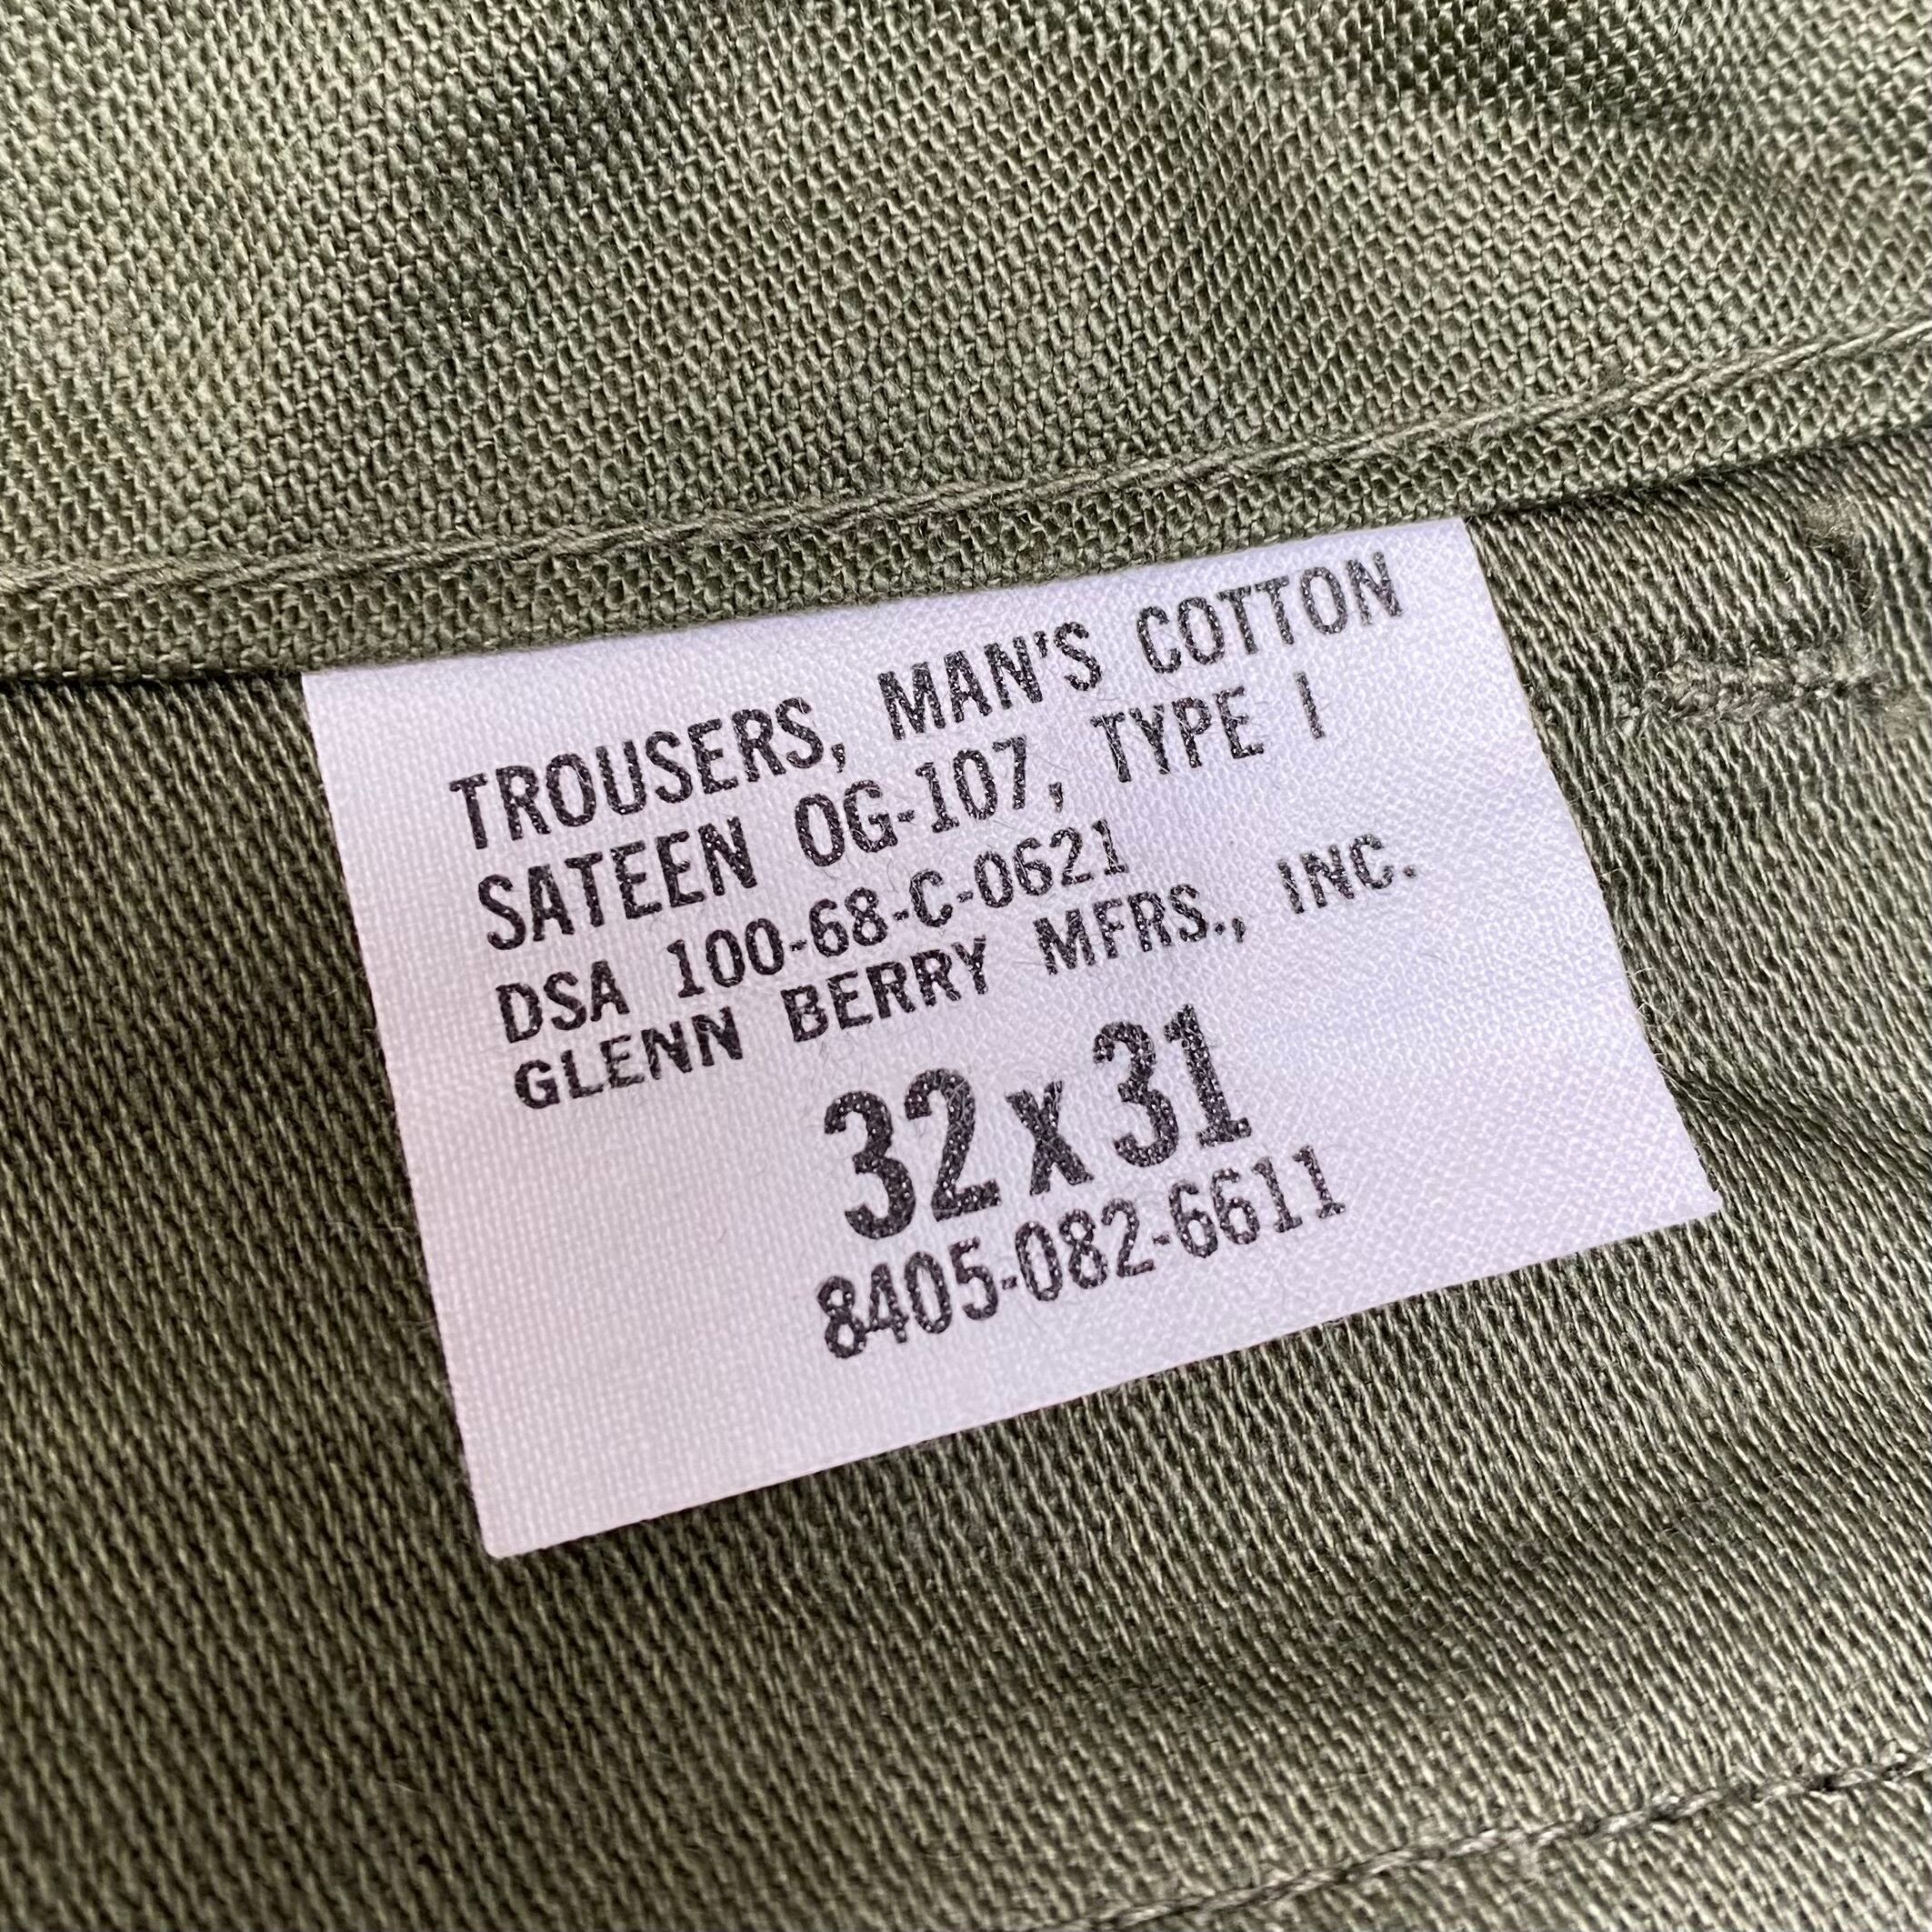 TROUSERS, MAN'S COTTON
SATEEN OG-107, TYPE I
DSA 100-68-C-0621
GLENN BERRY MFRS., INC.
32 x 31
8405-082-6611